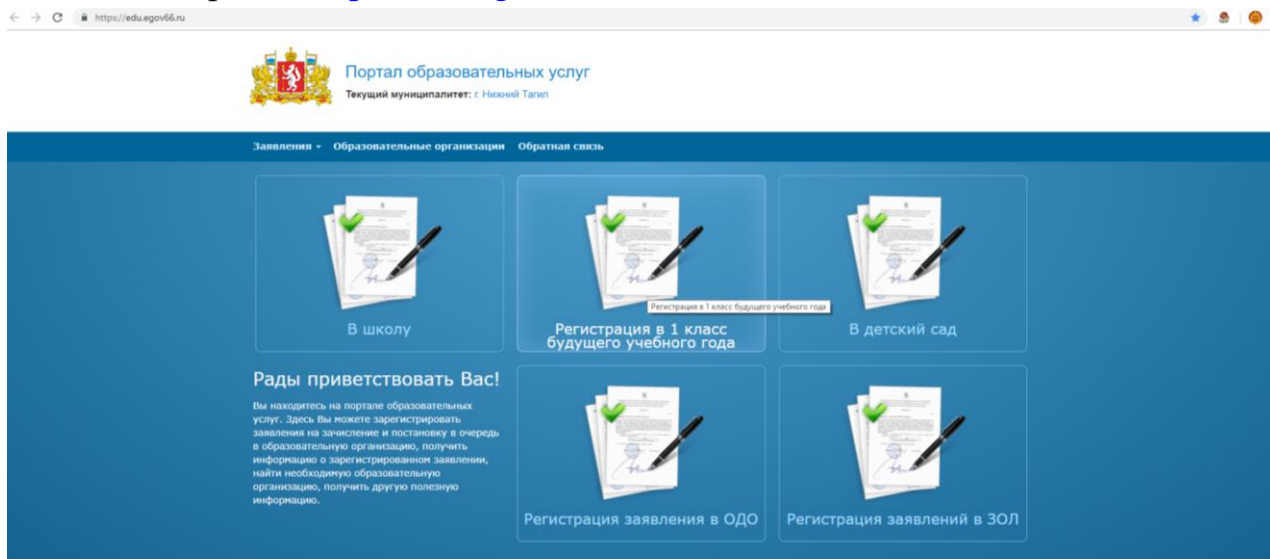 https://edu.egov66.ru
Портал образовательных услуг
Текущий муниципалитет: г. Нижний Тагил
Заявления Образовательные организации Обратная связь
В школу
Регистрация в 1 класс будущего учебного года
Регистрация в 1 класс
будущего учебного года
В детский сад
Рады приветствовать Вас!
Вы находитесь на портале образовательных
услуг. Здесь Вы можете зарегистрировать
заявления на зачисление и постановку в очередь
в образовательную организацию, получить
информацию о зарегистрированном заявлении,
найти необходимую образовательную
организацию, получить другую полезную
информацию.
Регистрация заявления в ОДО
Регистрация заявлений в ЗОЛ